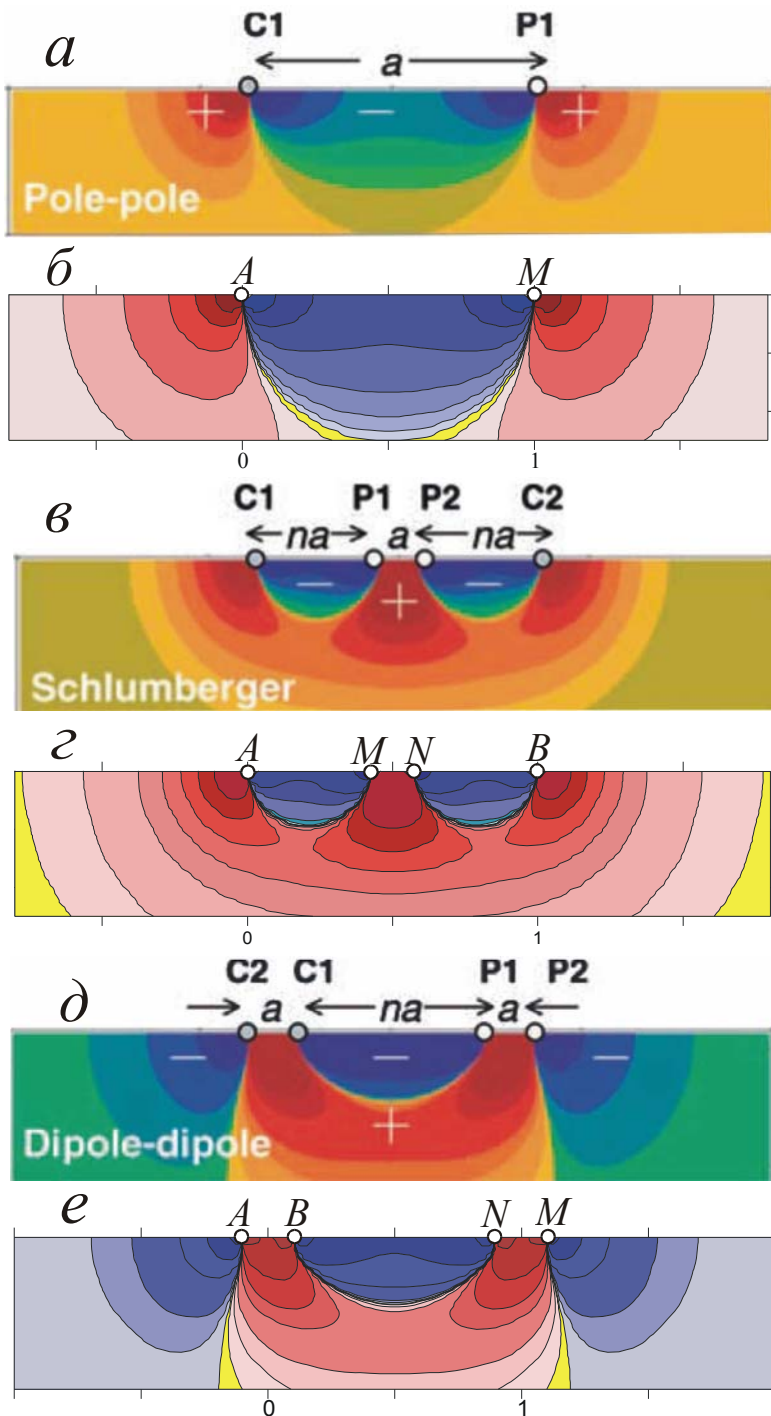 а C1 P1
a
+ − +
Pole-pole
б A M
0 1
в C1 P1 P2 C2
na a na
− + −
Schlumberger
г A M N B
0 1
д C2 C1 P1 P2
a na a
− − −
+
Dipole-dipole
е A B N M
0 1